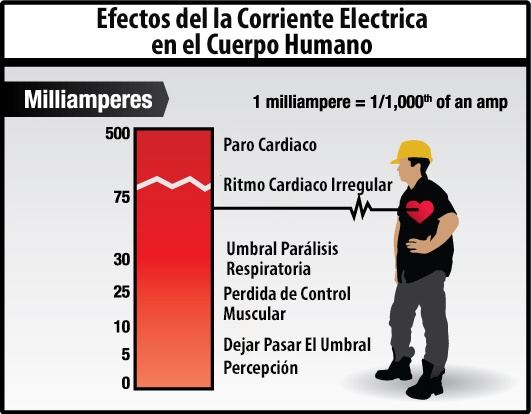 Efectos del la Corriente Electrica
en el Cuerpo Humano
Milliamperes
1 milliampere = 1/1,000th of an amp
500
Paro Cardiaco
75
Ritmo Cardiaco Irregular
30
Umbral Parálisis
Respiratoria
25
Perdida de Control
Muscular
10
5
Dejar Pasar El Umbral
Percepción
0